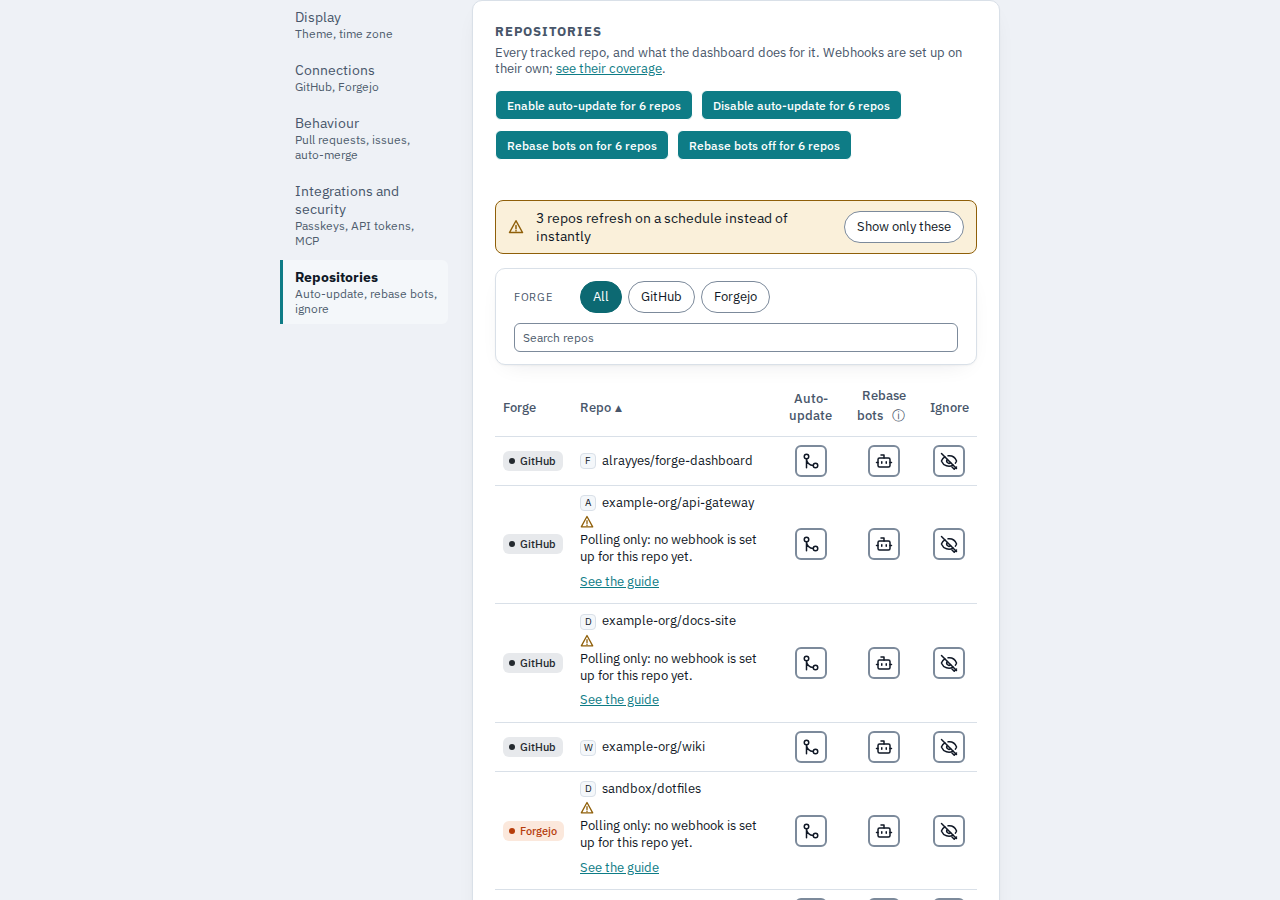 Display
Theme, time zone
Connections
GitHub, Forgejo
Behaviour
Pull requests, issues,
auto-merge
Integrations and
security
Passkeys, API tokens,
MCP
Repositories
Auto-update, rebase bots,
ignore
REPOSITORIES
Every tracked repo, and what the dashboard does for it. Webhooks are set up on
their own; see their coverage.
Enable auto-update for 6 repos
Disable auto-update for 6 repos
Rebase bots on for 6 repos
Rebase bots off for 6 repos
3 repos refresh on a schedule instead of
instantly
Show only these
FORGE
All
GitHub
Forgejo
Search repos
Forge
Repo ▲
Auto-
update
Rebase
bots ⓘ
Ignore
GitHub
F alrayyes/forge-dashboard
GitHub
A example-org/api-gateway
Polling only: no webhook is set
up for this repo yet.
See the guide
GitHub
D example-org/docs-site
Polling only: no webhook is set
up for this repo yet.
See the guide
GitHub
W example-org/wiki
Forgejo
D sandbox/dotfiles
Polling only: no webhook is set
up for this repo yet.
See the guide